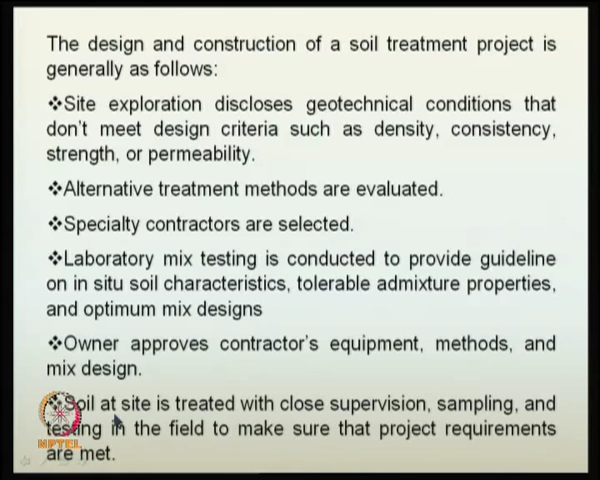 The design and construction of a soil treatment project is
generally as follows:
❖Site exploration discloses geotechnical conditions that
don't meet design criteria such as density, consistency,
strength, or permeability.
❖Alternative treatment methods are evaluated.
❖Specialty contractors are selected.
❖Laboratory mix testing is conducted to provide guideline
on in situ soil characteristics, tolerable admixture properties,
and optimum mix designs
❖Owner approves contractor's equipment, methods, and
mix design.
❖Soil at site is treated with close supervision, sampling, and
testing in the field to make sure that project requirements
are met.
NPTEL